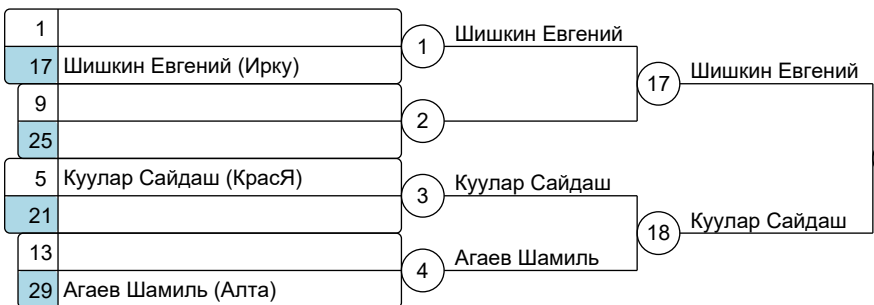 1
17 Шишкин Евгений (Ирку)
9
25
5 Куулар Сайдаш (КрасЯ)
21
13
29 Агаев Шамиль (Алта)
1
2
3
4
Шишкин Евгений
Куулар Сайдаш
Агаев Шамиль
17
18
Шишкин Евгений
Куулар Сайдаш